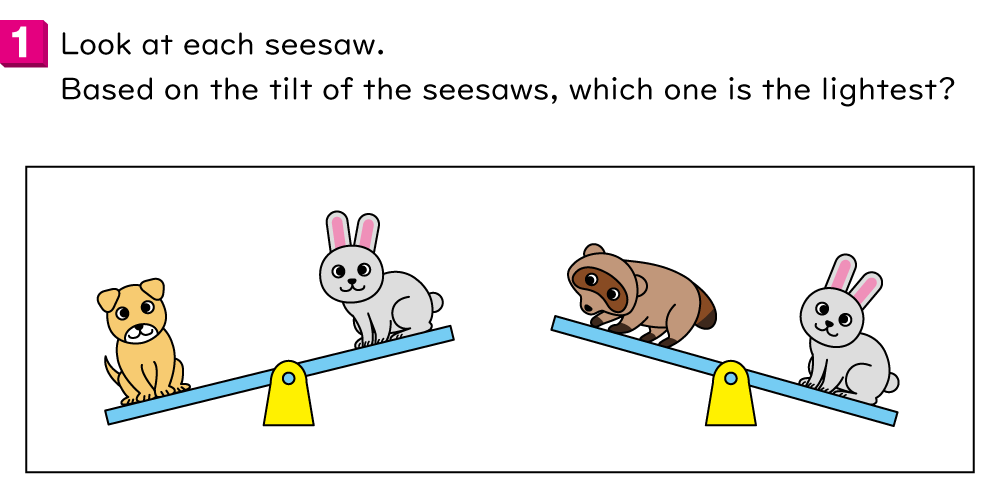 1 Look at each seesaw.
Based on the tilt of the seesaws, which one is the lightest?